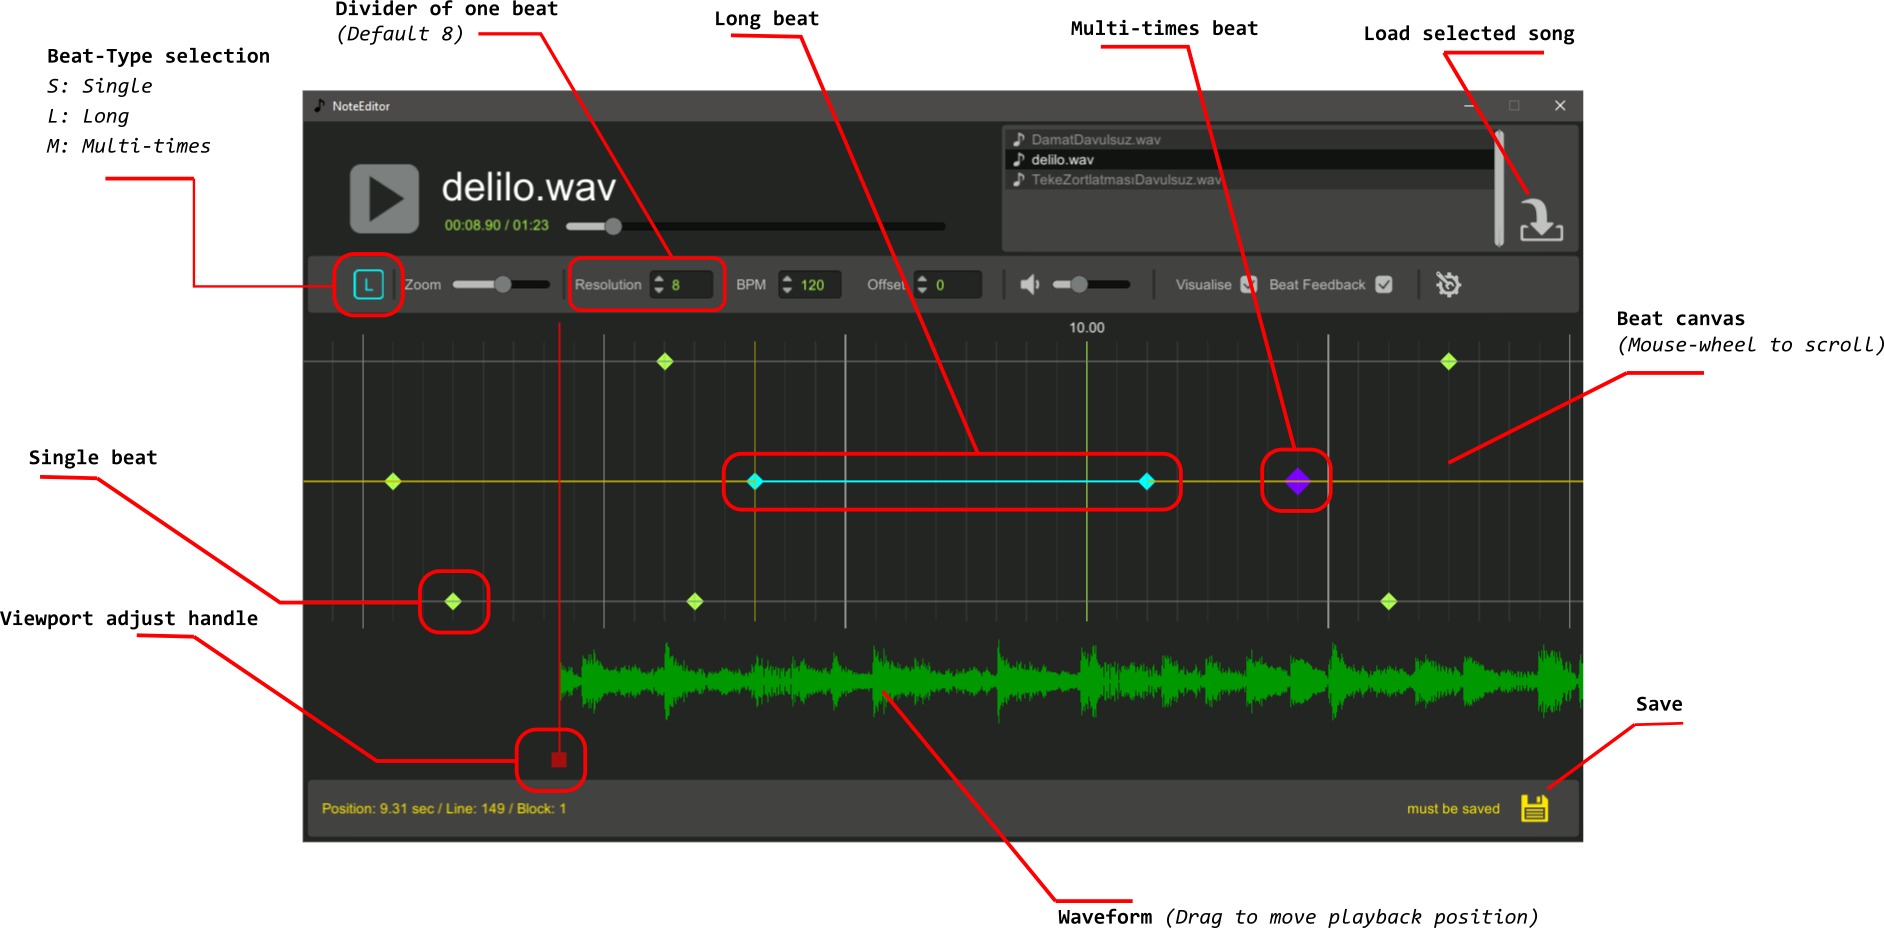 Divider of one beat
(Default 8)
Long beat
Multi-times beat
Load selected song
Beat-Type selection
S: Single
L: Long
M: Multi-times
NoteEditor
DamatDavulsuz.wav
delilo.wav
TekeZortlatmasıDavulsuz.wav
delilo.wav
00:08.90 / 01:23
L
Zoom
Resolution
8
BPM
120
Offset
0
Visualise
Beat Feedback
10.00
Beat canvas
(Mouse-wheel to scroll)
Single beat
Viewport adjust handle
Save
Position: 9.31 sec / Line: 149 / Block: 1
must be saved
Waveform (Drag to move playback position)